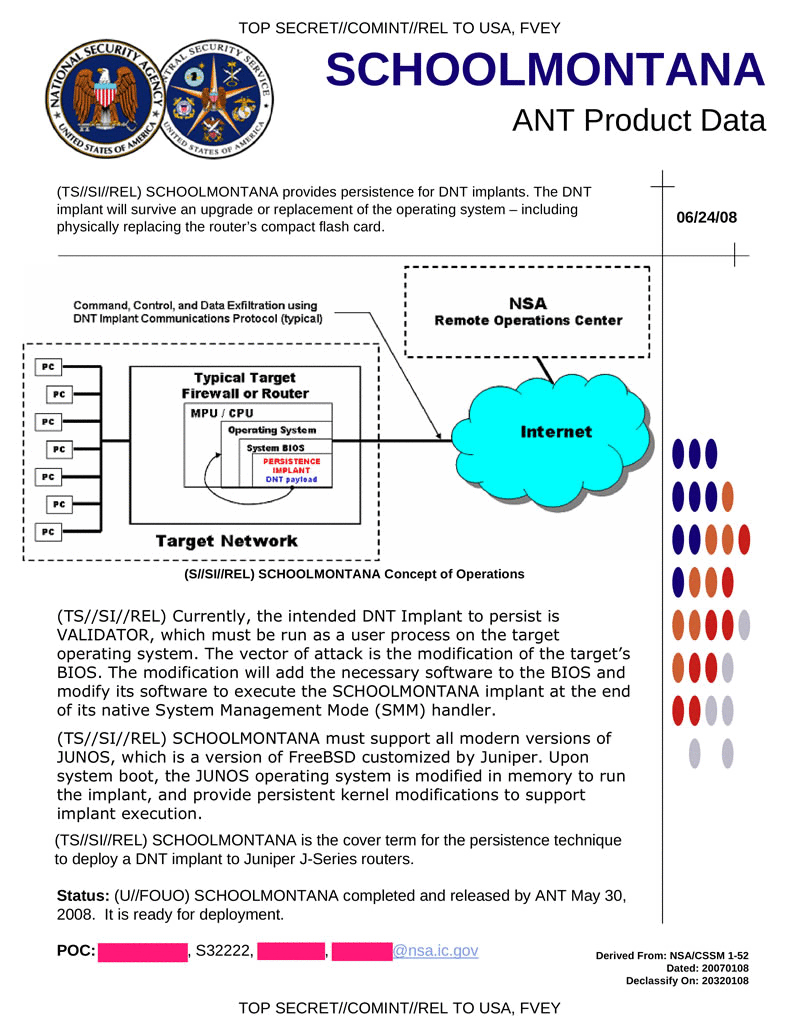 TOP SECRET//COMINT//REL TO USA, FVEY
NATIONAL SECURITY AGENCY
UNITED STATES OF AMERICA
CENTRAL SECURITY SERVICE
UNITED STATES OF AMERICA
SCHOOLMONTANA
ANT Product Data
(TS//SI//REL) SCHOOLMONTANA provides persistence for DNT implants. The DNT
implant will survive an upgrade or replacement of the operating system – including
physically replacing the router’s compact flash card.
06/24/08
Command, Control, and Data Exfiltration using
DNT Implant Communications Protocol (typical)
NSA
Remote Operations Center
PC
PC
PC
PC
PC
PC
PC
Typical Target
Firewall or Router
MPU / CPU
Operating System
System BIOS
PERSISTENCE
IMPLANT
DNT payload
Internet
Target Network
(S//SI//REL) SCHOOLMONTANA Concept of Operations
(TS//SI//REL) Currently, the intended DNT Implant to persist is
VALIDATOR, which must be run as a user process on the target
operating system. The vector of attack is the modification of the target’s
BIOS. The modification will add the necessary software to the BIOS and
modify its software to execute the SCHOOLMONTANA implant at the end
of its native System Management Mode (SMM) handler.
(TS//SI//REL) SCHOOLMONTANA must support all modern versions of
JUNOS, which is a version of FreeBSD customized by Juniper. Upon
system boot, the JUNOS operating system is modified in memory to run
the implant, and provide persistent kernel modifications to support
implant execution.
(TS//SI//REL) SCHOOLMONTANA is the cover term for the persistence technique
to deploy a DNT implant to Juniper J-Series routers.
Status: (U//FOUO) SCHOOLMONTANA completed and released by ANT May 30,
2008. It is ready for deployment.
POC: , S32222, , @nsa.ic.gov
Derived From: NSA/CSSM 1-52
Dated: 20070108
Declassify On: 20320108
TOP SECRET//COMINT//REL TO USA, FVEY